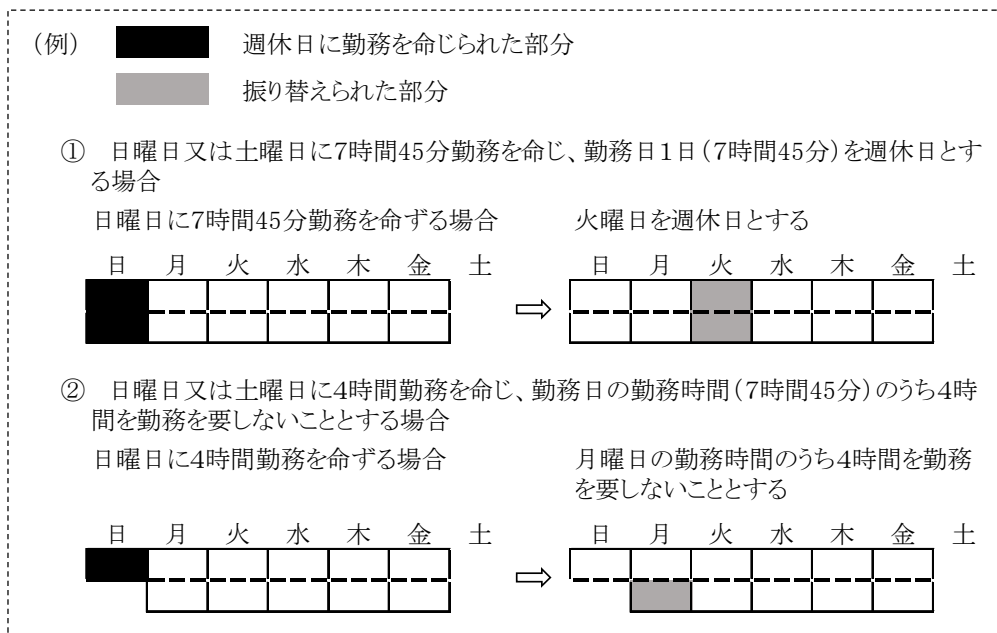 (例) 週休日に勤務を命じられた部分
振り替えられた部分
① 日曜日又は土曜日に7時間45分勤務を命じ、勤務日1日(7時間45分)を週休日とす
る場合
日曜日に7時間45分勤務を命ずる場合 火曜日を週休日とする
日 月 火 水 木 金 土 日 月 火 水 木 金 土
⇨
② 日曜日又は土曜日に4時間勤務を命じ、勤務日の勤務時間(7時間45分)のうち4時
間を勤務を要しないこととする場合
日曜日に4時間勤務を命ずる場合 月曜日の勤務時間のうち4時間を勤務
を要しないこととする
日 月 火 水 木 金 土 日 月 火 水 木 金 土
⇨